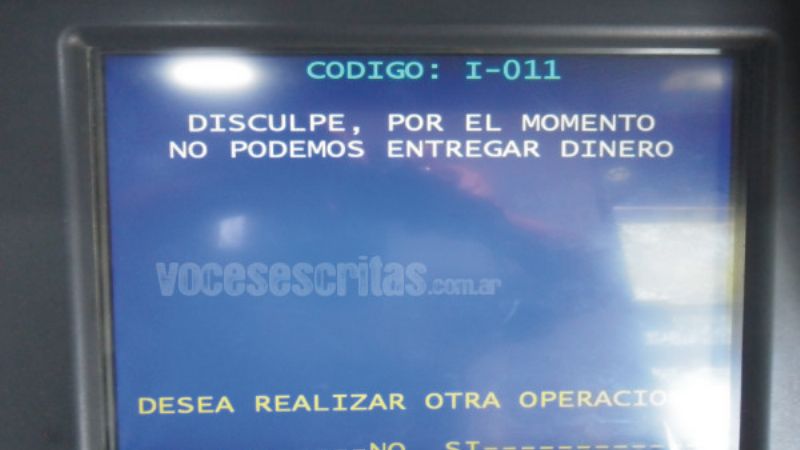 CODIGO: I-011
DISCULPE, POR EL MOMENTO
NO PODEMOS ENTREGAR DINERO
vocesescritas.com.ar
DESEA REALIZAR OTRA OPERACIO
-NO SI-------------